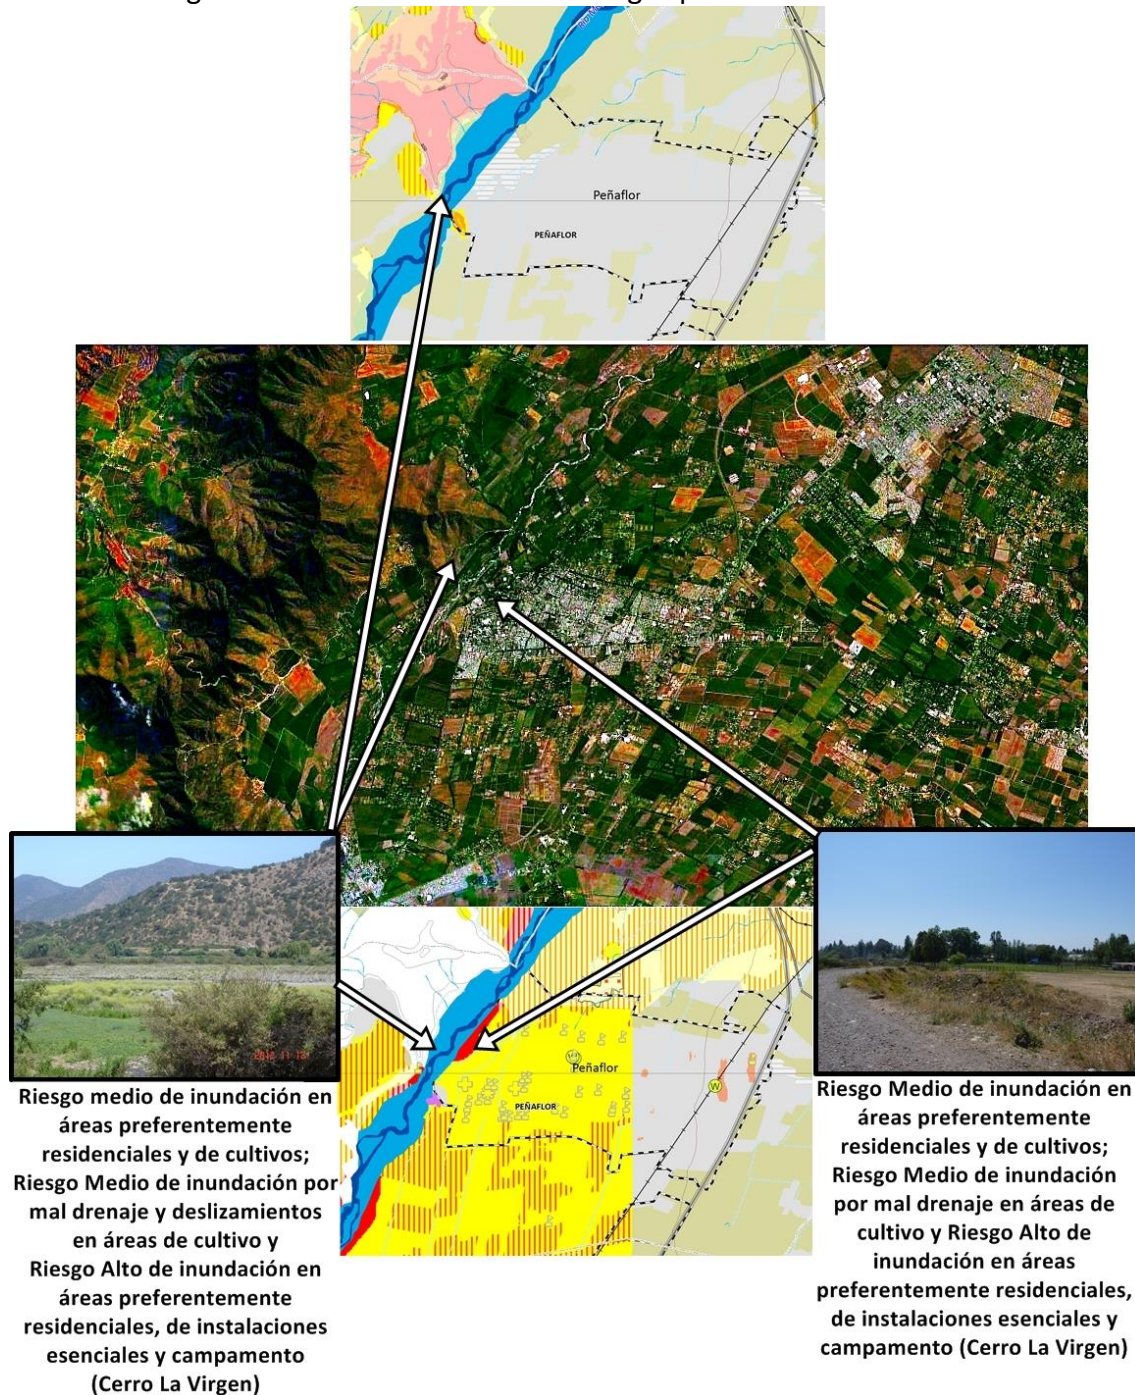 Peñaflor
PEÑAFLOR
Peñaflor
PEÑAFLOR
W
Riesgo medio de inundación en
áreas preferentemente
residenciales y de cultivos;
Riesgo Medio de inundación por
mal drenaje y deslizamientos
en áreas de cultivo y
Riesgo Alto de inundación en
áreas preferentemente
residenciales, de instalaciones
esenciales y campamento
(Cerro La Virgen)
Riesgo Medio de inundación en
áreas preferentemente
residenciales y de cultivos;
Riesgo Medio de inundación
por mal drenaje en áreas de
cultivo y Riesgo Alto de
inundación en áreas
preferentemente residenciales,
de instalaciones esenciales y
campamento (Cerro La Virgen)